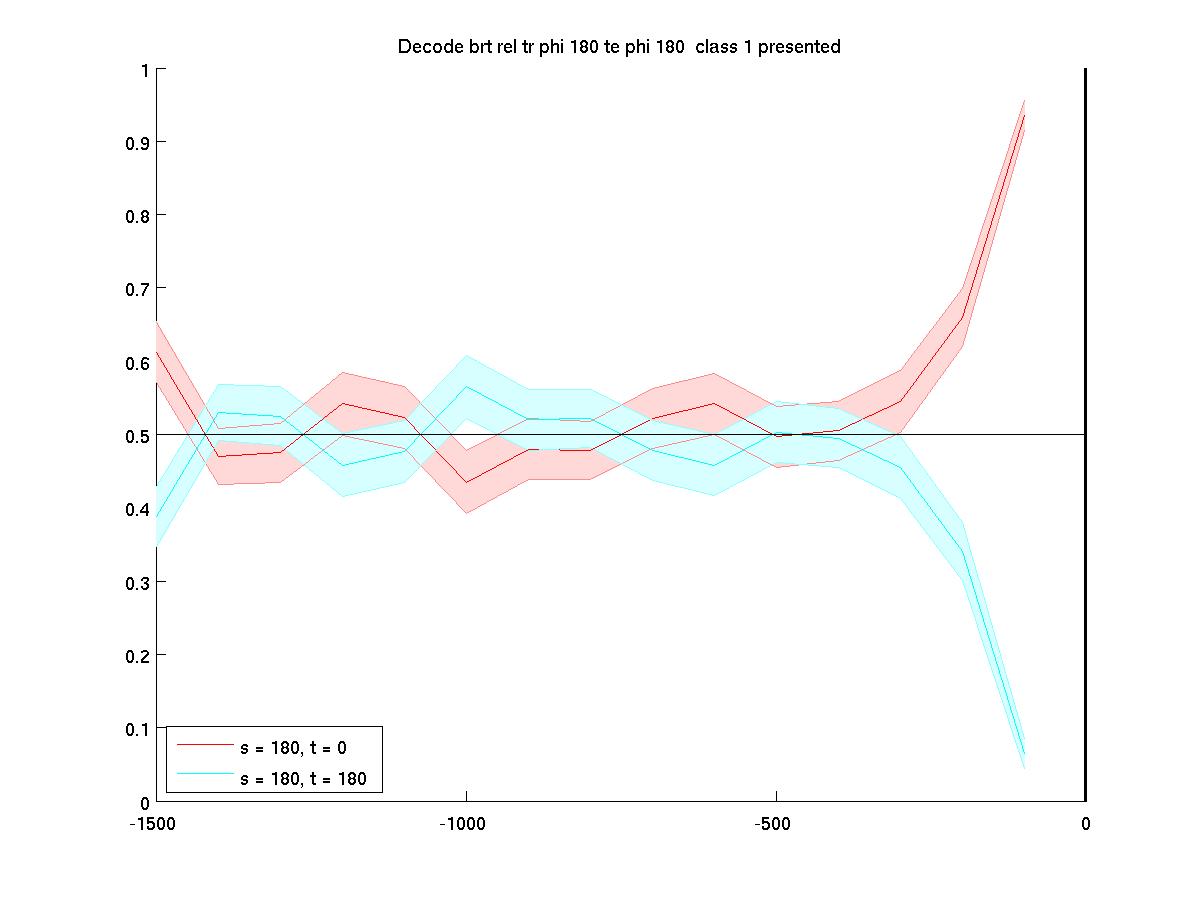 Decode brt rel tr phi 180 te phi 180  class 1 presented
1
0.9
0.8
0.7
0.6
0.5
0.4
0.3
0.2
0.1
0
s = 180, t = 0
s = 180, t = 180
-1500 -1000 -500 0